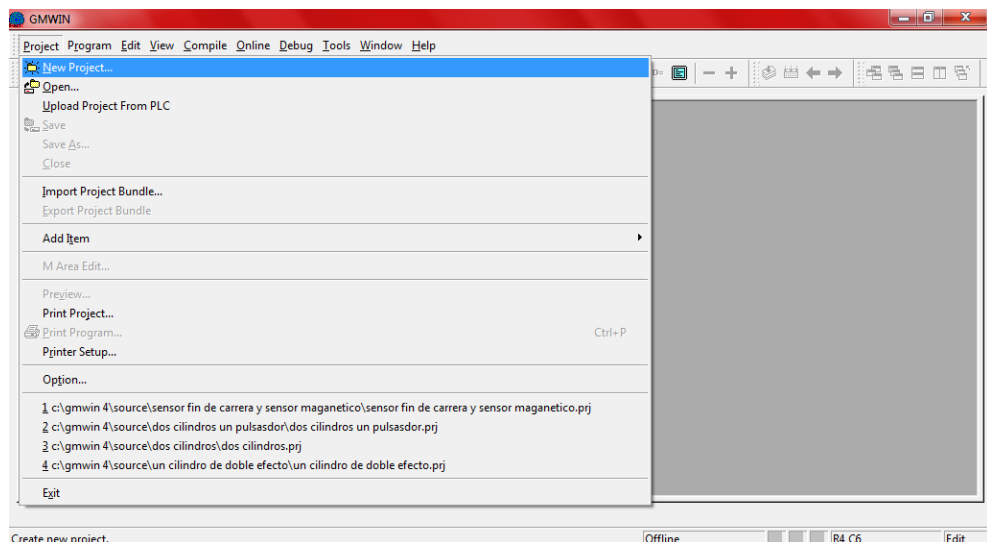 GMWIN
Project Program Edit View Compile Online Debug Tools Window Help
New Project...
Open...
Upload Project From PLC
Save
Save As...
Close
Import Project Bundle...
Export Project Bundle
Add Item
M Area Edit...
Preview...
Print Project...
Print Program... Ctrl+P
Printer Setup...
Option...
1 c:\gmwin 4\source\sensor fin de carrera y sensor maganetico\sensor fin de carrera y sensor maganetico.prj
2 c:\gmwin 4\source\dos cilindros un pulsasdor\dos cilindros un pulsasdor.prj
3 c:\gmwin 4\source\dos cilindros\dos cilindros.prj
4 c:\gmwin 4\source\un cilindro de doble efecto\un cilindro de doble efecto.prj
Exit
Create new project. Offline R4 C6 Edit